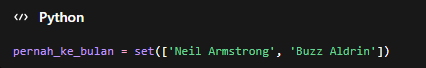 </> Python
pernah_ke_bulan = set(['Neil Armstrong', 'Buzz Aldrin'])